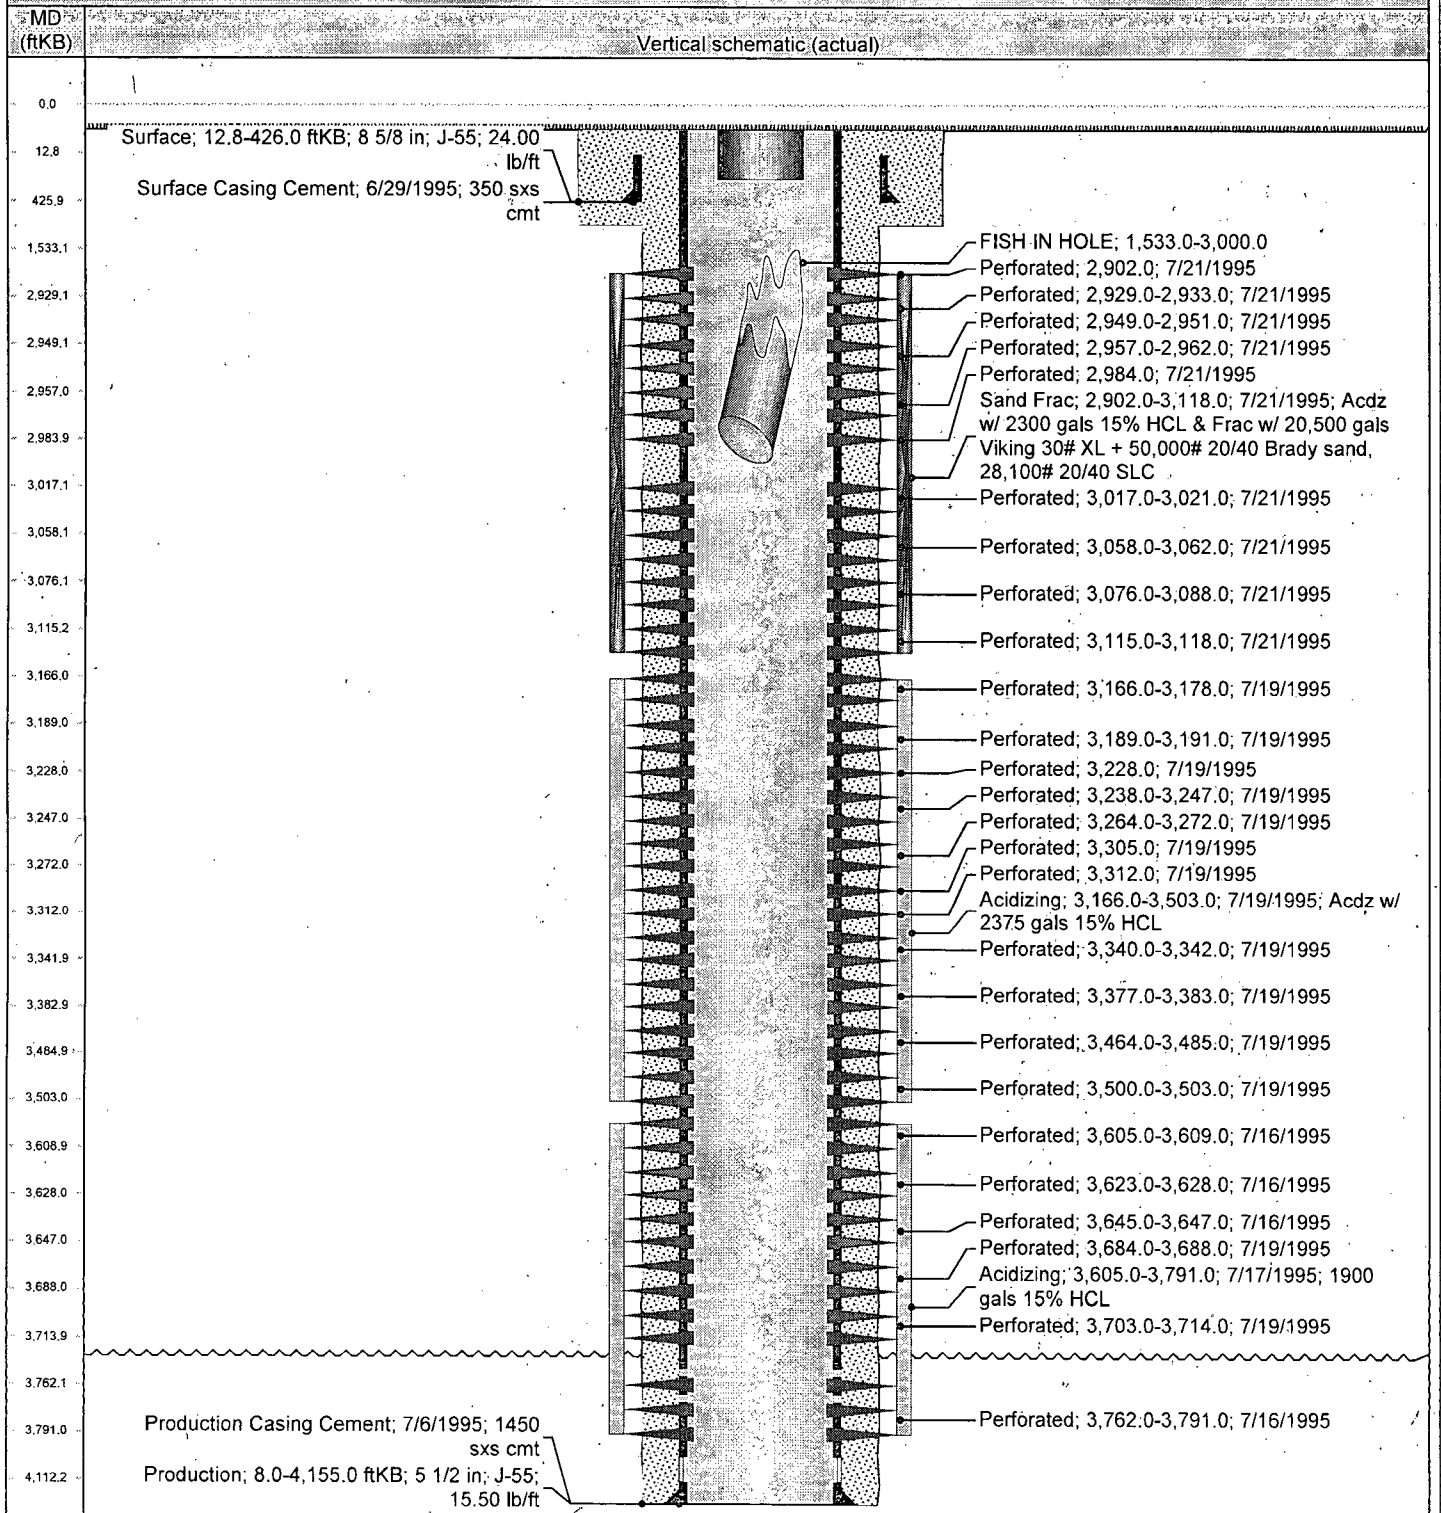 MD
(ftKB)
Vertical schematic (actual)
0.0
12.8
425.9
1,533.1
2,929.1
2,949.1
2,957.0
2,983.9
3,017.1
3,058.1
3,076.1
3,115.2
3,166.0
3,189.0
3,228.0
3,247.0
3,272.0
3,312.0
3,341.9
3,382.9
3,484.9
3,503.0
3,608.9
3,628.0
3,647.0
3,688.0
3,713.9
3,762.1
3,791.0
4,112.2
Surface; 12.8-426.0 ftKB; 8 5/8 in; J-55; 24.00
lb/ft
Surface Casing Cement; 6/29/1995; 350 sxs
cmt
FISH IN HOLE; 1,533.0-3,000.0
Perforated; 2,902.0; 7/21/1995
Perforated; 2,929.0-2,933.0; 7/21/1995
Perforated; 2,949.0-2,951.0; 7/21/1995
Perforated; 2,957.0-2,962.0; 7/21/1995
Perforated; 2,984.0; 7/21/1995
Sand Frac; 2,902.0-3,118.0; 7/21/1995; Acdz
w/ 2300 gals 15% HCL & Frac w/ 20,500 gals
Viking 30# XL + 50,000# 20/40 Brady sand,
28,100# 20/40 SLC
Perforated; 3,017.0-3,021.0; 7/21/1995
Perforated; 3,058.0-3,062.0; 7/21/1995
Perforated; 3,076.0-3,088.0; 7/21/1995
Perforated; 3,115.0-3,118.0; 7/21/1995
Perforated; 3,166.0-3,178.0; 7/19/1995
Perforated; 3,189.0-3,191.0; 7/19/1995
Perforated; 3,228.0; 7/19/1995
Perforated; 3,238.0-3,247.0; 7/19/1995
Perforated; 3,264.0-3,272.0; 7/19/1995
Perforated; 3,305.0; 7/19/1995
Perforated; 3,312.0; 7/19/1995
Acidizing; 3,166.0-3,503.0; 7/19/1995; Acdz w/
2375 gals 15% HCL
Perforated; 3,340.0-3,342.0; 7/19/1995
Perforated; 3,377.0-3,383.0; 7/19/1995
Perforated; 3,464.0-3,485.0; 7/19/1995
Perforated; 3,500.0-3,503.0; 7/19/1995
Perforated; 3,605.0-3,609.0; 7/16/1995
Perforated; 3,623.0-3,628.0; 7/16/1995
Perforated; 3,645.0-3,647.0; 7/16/1995
Perforated; 3,684.0-3,688.0; 7/19/1995
Acidizing; 3,605.0-3,791.0; 7/17/1995; 1900
gals 15% HCL
Perforated; 3,703.0-3,714.0; 7/19/1995
Perforated; 3,762.0-3,791.0; 7/16/1995
Production Casing Cement; 7/6/1995; 1450
sxs cmt
Production; 8.0-4,155.0 ftKB; 5 1/2 in; J-55;
15.50 lb/ft